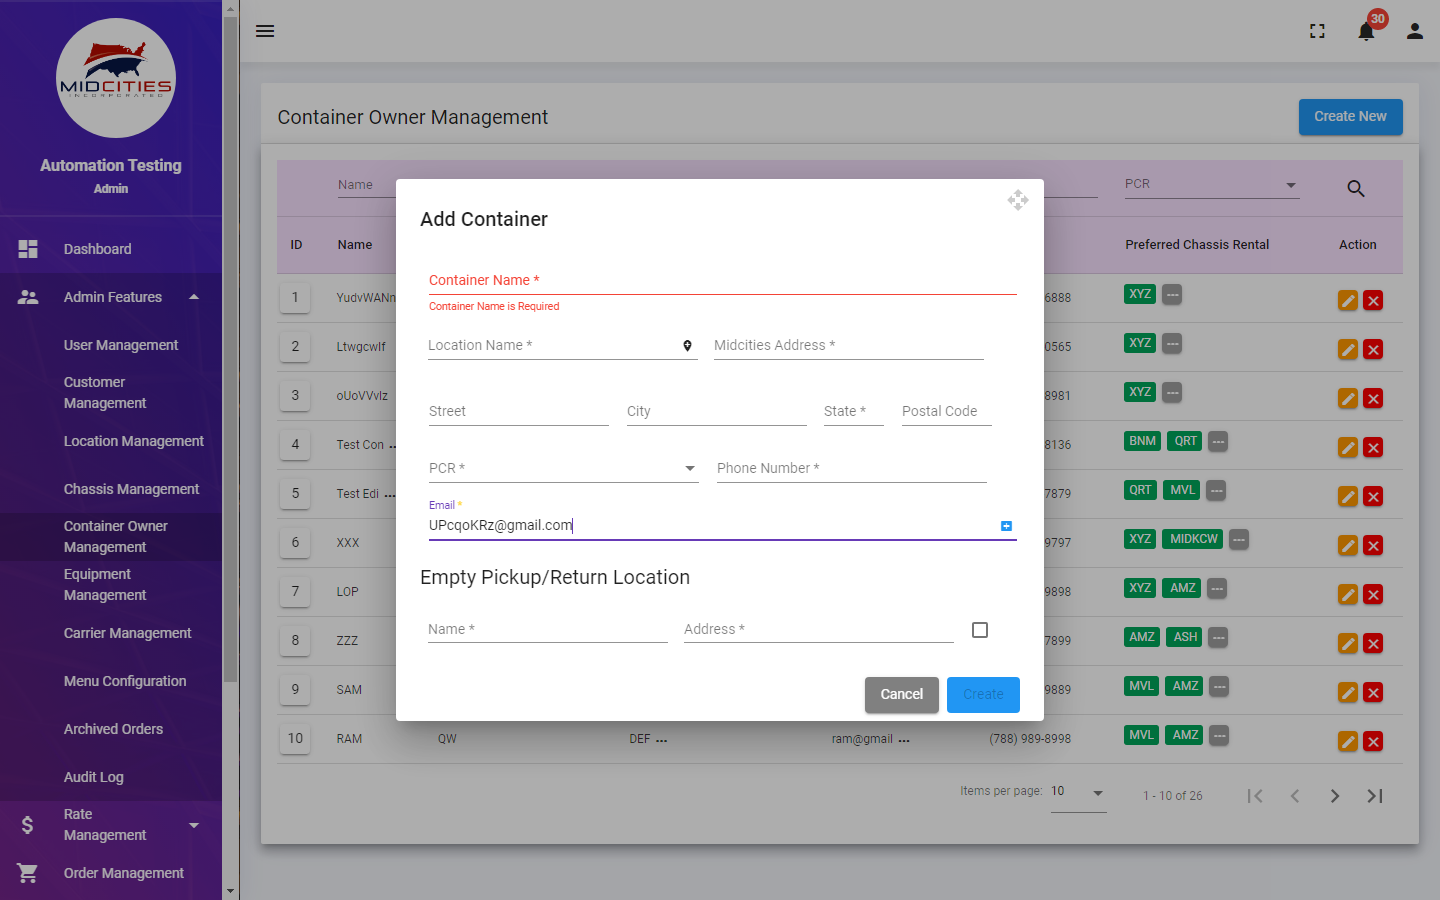 MIDCITIES
INCORPORATED
Automation Testing
Admin
Dashboard
Admin Features
User Management
Customer
Management
Location Management
Chassis Management
Container Owner
Management
Equipment
Management
Carrier Management
Menu Configuration
Archived Orders
Audit Log
Rate
Management
Order Management
30
Container Owner Management
Create New
Name
PCR
ID Name Preferred Chassis Rental Action
1 YudvWANn 6888 XYZ ---
2 Ltwgcwlf 0565 XYZ ---
3 oUoVVvlz 8981 XYZ ---
4 Test Con ... 8136 BNM QRT ---
5 Test Edi ... 7879 QRT MVL ---
6 XXX 9797 XYZ MIDKCW ---
7 LOP 9898 XYZ AMZ ---
8 ZZZ 7899 AMZ ASH ---
9 SAM 9889 MVL AMZ ---
10 RAM QW DEF ... ram@gmail ... (788) 989-8998 MVL AMZ ---
Items per page: 10 1 - 10 of 26
Add Container
Container Name *
Container Name is Required
Location Name * Midcities Address *
Street City State * Postal Code
PCR * Phone Number *
Email *
UPcqoKRz@gmail.com
Empty Pickup/Return Location
Name * Address *
Cancel Create